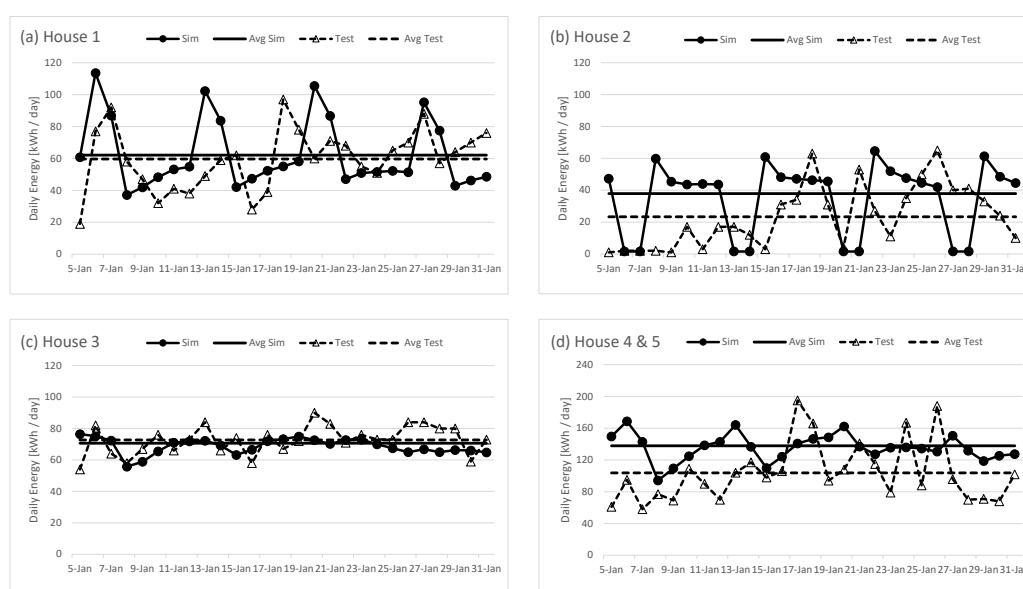 (a) House 1
Sim Avg Sim Test Avg Test
Daily Energy [kWh / day]
120
100
80
60
40
20
0
5-Jan 7-Jan 9-Jan 11-Jan 13-Jan 15-Jan 17-Jan 19-Jan 21-Jan 23-Jan 25-Jan 27-Jan 29-Jan 31-Jan
(b) House 2
Sim Avg Sim Test Avg Test
Daily Energy [kWh / day]
120
100
80
60
40
20
0
5-Jan 7-Jan 9-Jan 11-Jan 13-Jan 15-Jan 17-Jan 19-Jan 21-Jan 23-Jan 25-Jan 27-Jan 29-Jan 31-Jan
(c) House 3
Sim Avg Sim Test Avg Test
Daily Energy [kWh / day]
120
100
80
60
40
20
0
5-Jan 7-Jan 9-Jan 11-Jan 13-Jan 15-Jan 17-Jan 19-Jan 21-Jan 23-Jan 25-Jan 27-Jan 29-Jan 31-Jan
(d) House 4 & 5
Sim Avg Sim Test Avg Test
Daily Energy [kWh / day]
240
200
160
120
80
40
0
5-Jan 7-Jan 9-Jan 11-Jan 13-Jan 15-Jan 17-Jan 19-Jan 21-Jan 23-Jan 25-Jan 27-Jan 29-Jan 31-Jan